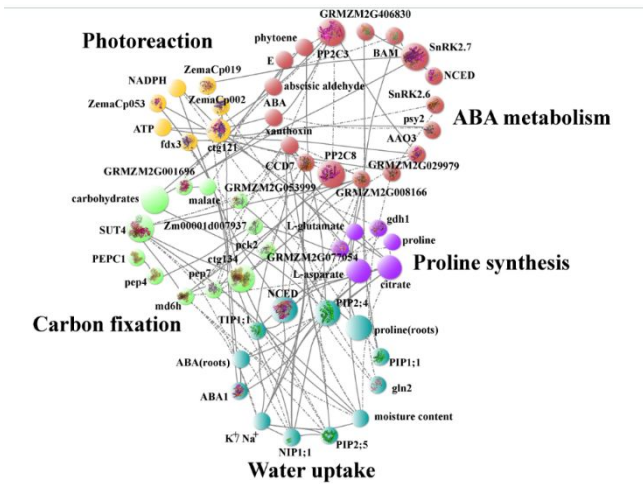 GRMZM2G406830
phytoene
Photoreaction
PP2C3
SnRK2.7
E
BAM
ZemaCp019
NADPH
abscisic aldehyde
NCED
ZemaCp053
ZemaCp002
ABA
SnRK2.6
psy2
ABA metabolism
ATP
xanthoxin
AAO3
fdx3
ctg121
CCD7
PP2C8
GRMZM2G029979
GRMZM2G001696
GRMZM2G053999
GRMZM2G008166
carbohydrates
malate
L-glutamate
gdh1
SUT4
Zm00001d007937
pck2
proline
GRMZM2G077054
PEPC1
ctg134
L-asparate
Proline synthesis
pep4
pep7
citrate
md6h
NCED
PIP2;4
Carbon fixation
TIP1;1
proline(roots)
ABA(roots)
PIP1;1
ABA1
gln2
moisture content
K+/ Na+
NIP1;1
PIP2;5
Water uptake